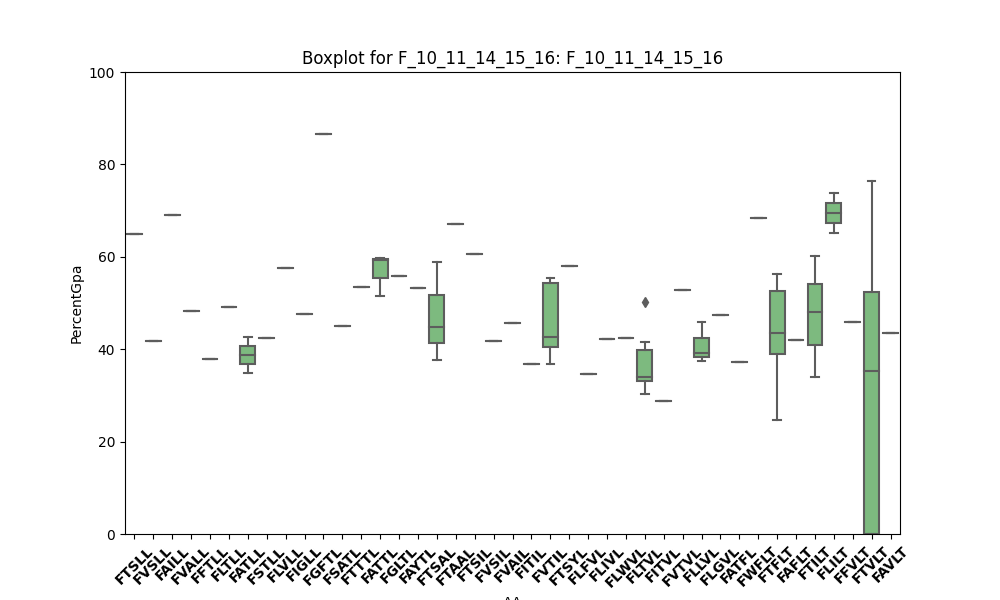 Boxplot for F_10_11_14_15_16: F_10_11_14_15_16
PercentGpa
100
80
60
40
20
0
FTSLL
FVSLL
FAILL
FVALL
FFTLL
FLTLL
FATLL
FSTLL
FLVLL
FIGLL
FGFTL
FSATL
FTTTL
FATTL
FGLTL
FAYTL
FTSAL
FTAAL
FTSIL
FVSIL
FVAIL
FITIL
FVTIL
FTSYL
FLFVL
FLIVL
FLWVL
FLTVL
FITVL
FVTVL
FLLVL
FLGVL
FATFL
FWFLT
FTFLT
FAFLT
FTILT
FLILT
FFVLT
FTVLT
FAVLT